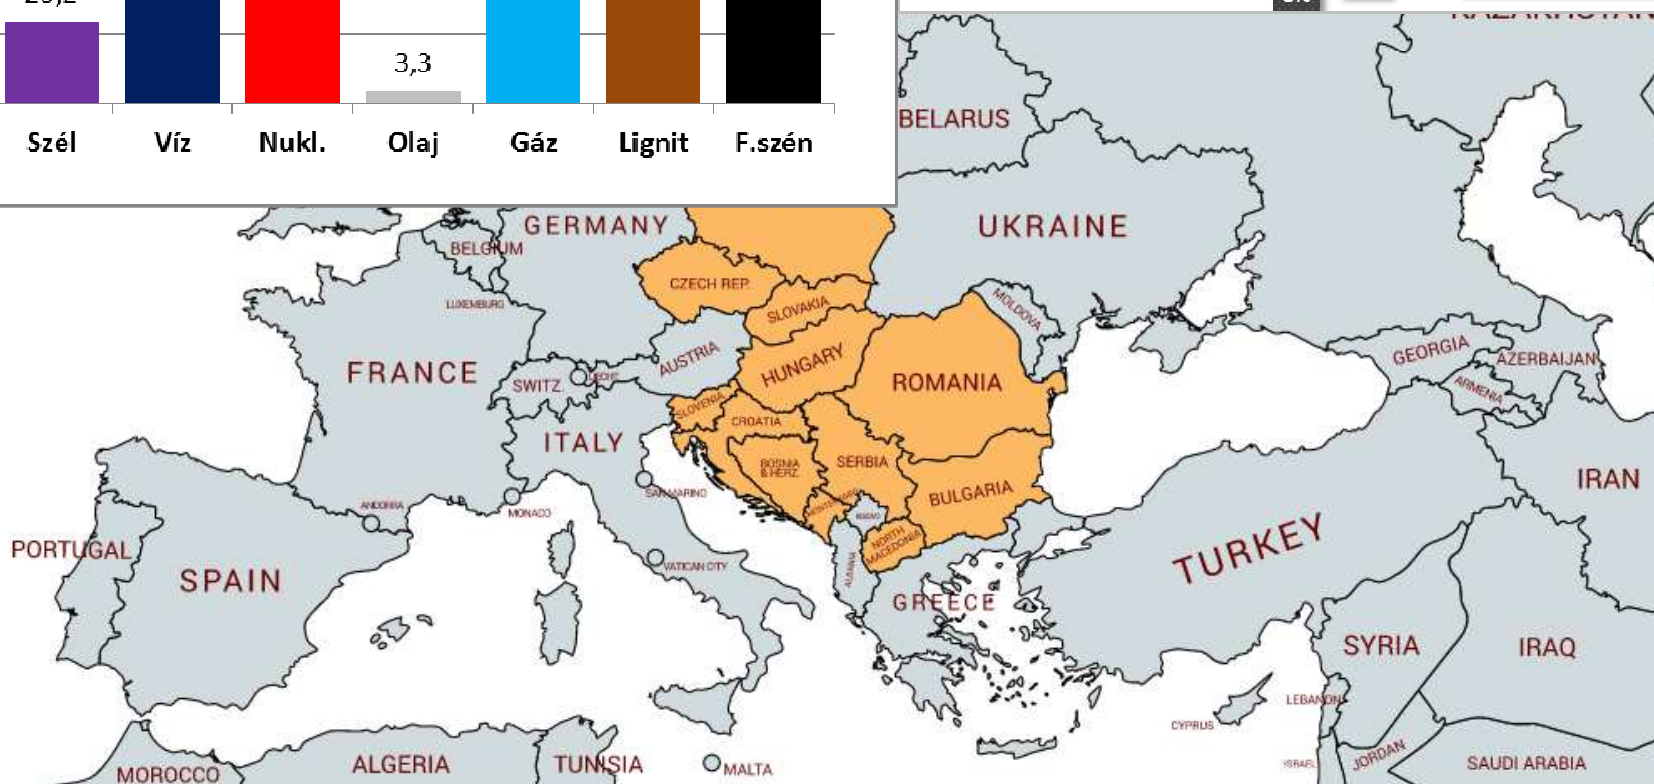 3,3
Szél Víz Nukl. Olaj Gáz Lignit F.szén
BELARUS
GERMANY
UKRAINE
BELGIUM
CZECH REP.
LUXEMBURG
SLOVAKIA
MOLDOVA
FRANCE
AUSTRIA
HUNGARY
ROMANIA
GEORGIA
AZERBAIJAN
SWITZ.
ARMENIA
SLOVENIA
CROATIA
ITALY
BOSNIA
& HERZ.
SERBIA
BULGARIA
IRAN
SAN MARINO
ANDORRA
MONACO
NORTH
MACEDONIA
PORTUGAL
TURKEY
VATICAN CITY
ALBANIA
SPAIN
GREECE
SYRIA
IRAQ
LEBANON
CYPRUS
ISRAEL
JORDAN
SAUDI ARABIA
MOROCCO
ALGERIA
TUNISIA
MALTA